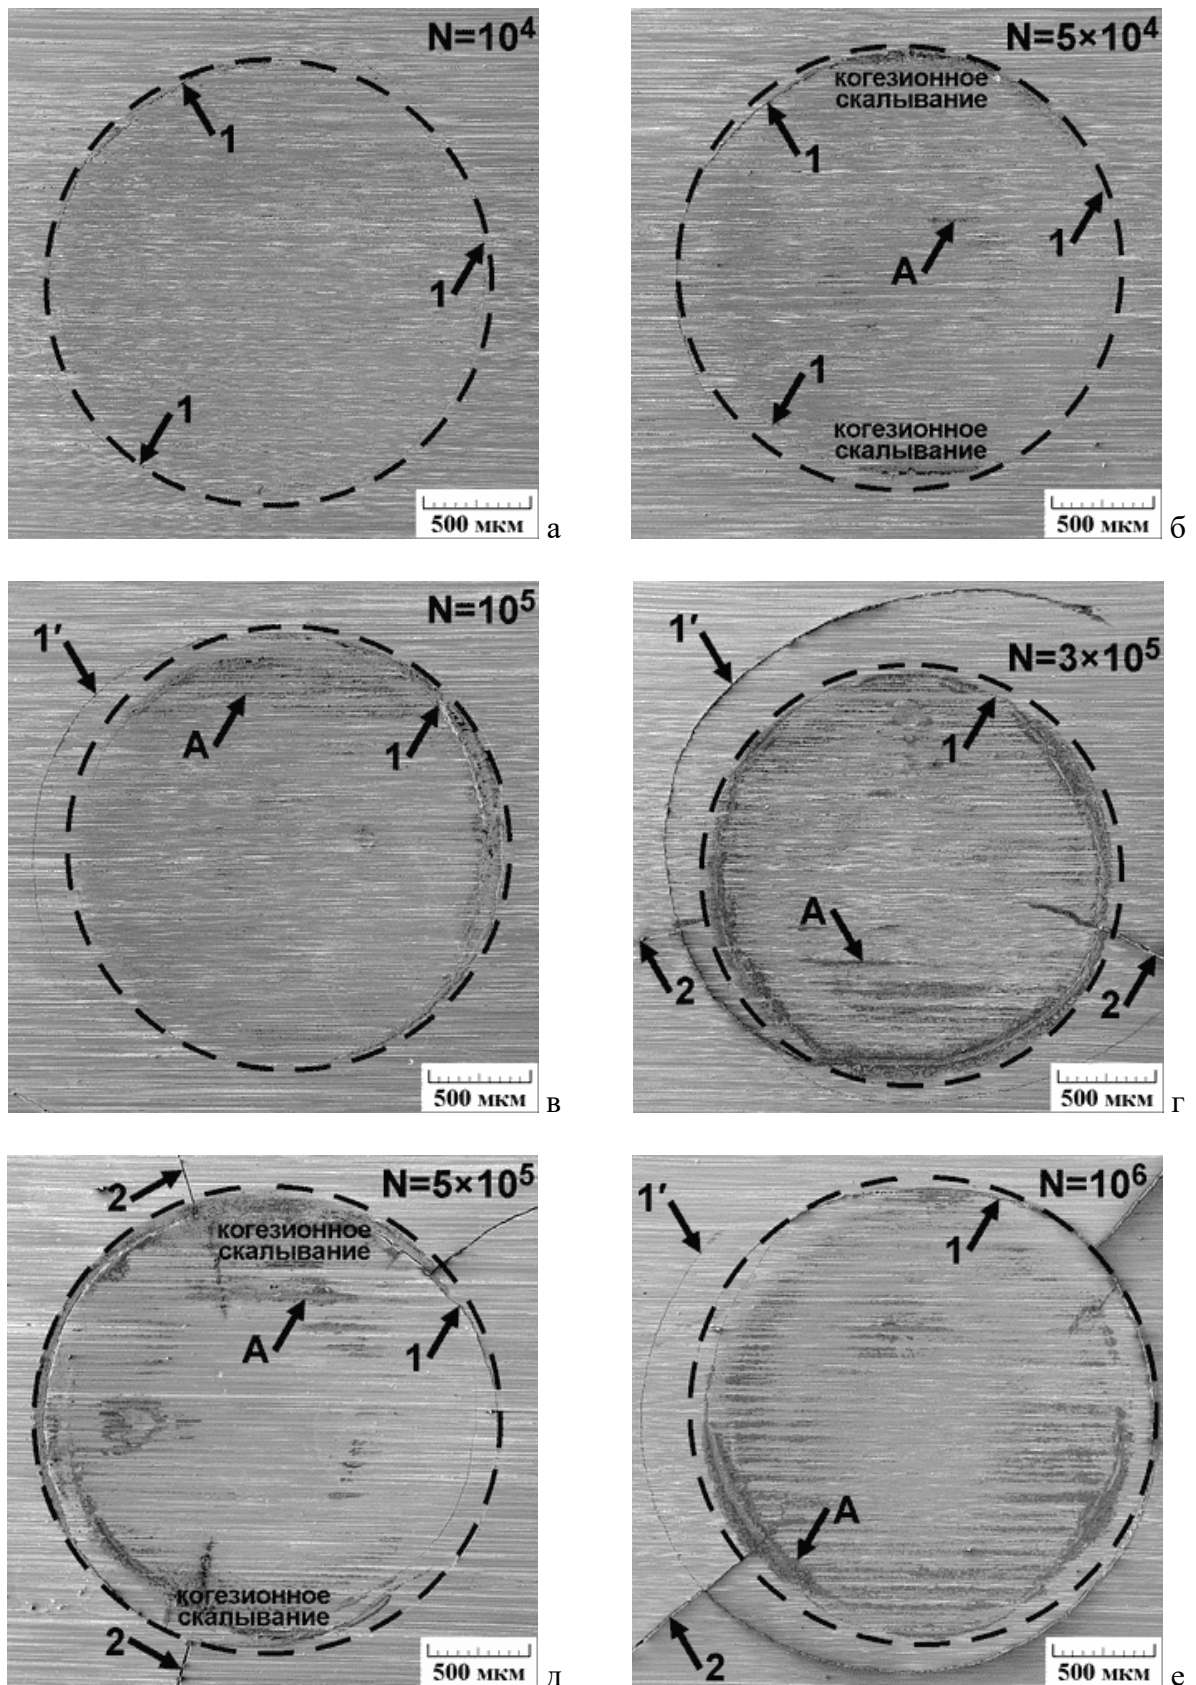 N=10⁴
1
1
1
500 мкм
а
N=5×10⁴
когезионное
скалывание
1
1
А
1
когезионное
скалывание
500 мкм
б
N=10⁵
1′
А
1
500 мкм
в
1′
N=3×10⁵
1
А
2
2
500 мкм
г
2
N=5×10⁵
когезионное
скалывание
А
1
когезионное
скалывание
2
500 мкм
д
1′
N=10⁶
1
А
2
500 мкм
е